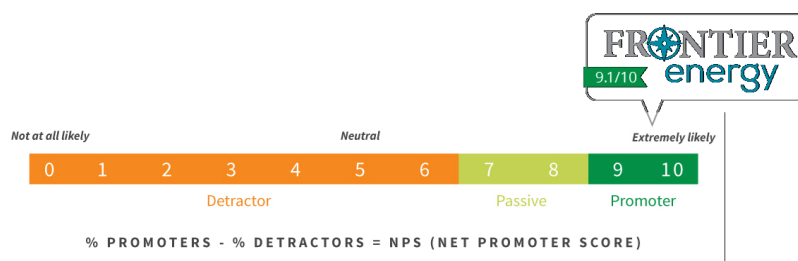 FRONTIER
9.1/10 energy
Not at all likely Neutral Extremely likely
0 1 2 3 4 5 6 7 8 9 10
Detractor Passive Promoter
% PROMOTERS - % DETRACTORS = NPS (NET PROMOTER SCORE)